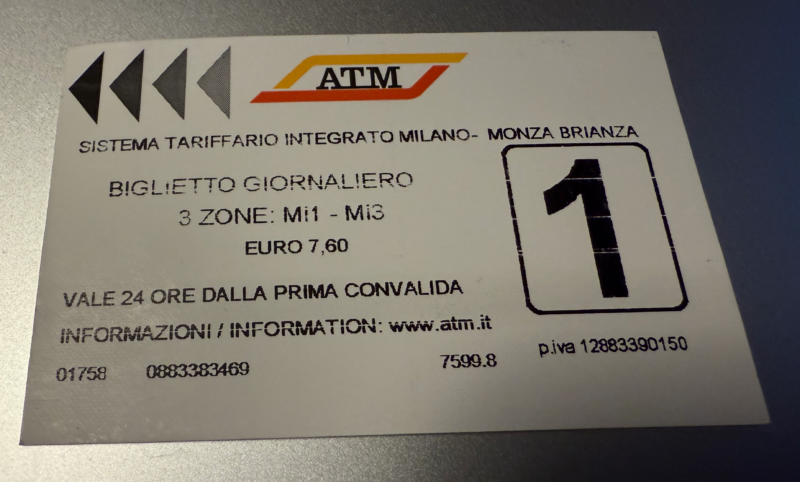 ATM
SISTEMA TARIFFARIO INTEGRATO MILANO- MONZA BRIANZA
BIGLIETTO GIORNALIERO
3 ZONE: Mi1 - Mi3
EURO 7,60
1
VALE 24 ORE DALLA PRIMA CONVALIDA
INFORMAZIONI / INFORMATION: www.atm.it
01758 0883383469 7599.8 p.iva 12883390150